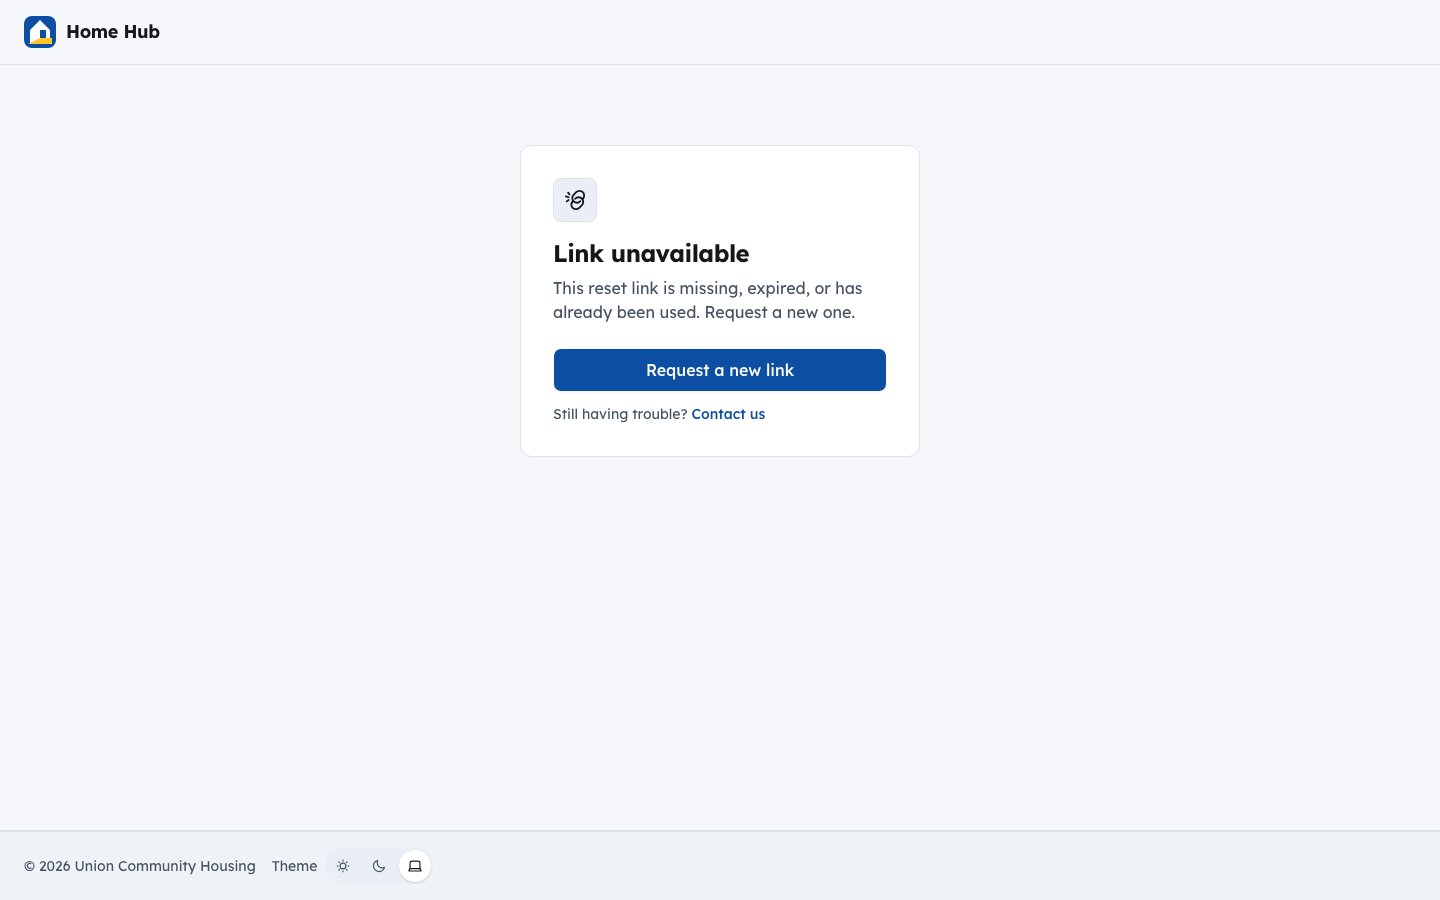 Home Hub
Link unavailable
This reset link is missing, expired, or has
already been used. Request a new one.
Request a new link
Still having trouble? Contact us
© 2026 Union Community Housing Theme